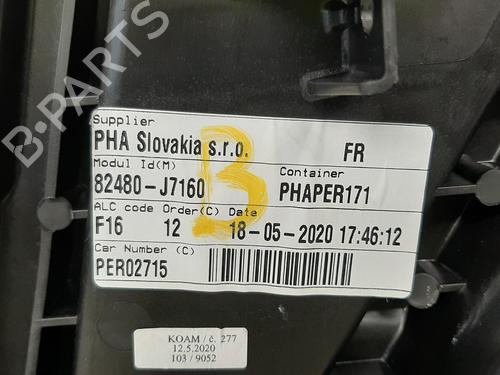 B-PARTS
Supplier
PHA Slovakia s.r.o. FR
Modul Id(M) Container
82480-J7160 PHAPER171
B
ALC code Order(C) Date
F16 12 18-05-2020 17:46:12
Car Number (C)
PER02715
KOAM / č. 277
12.5.2020
103 / 9052